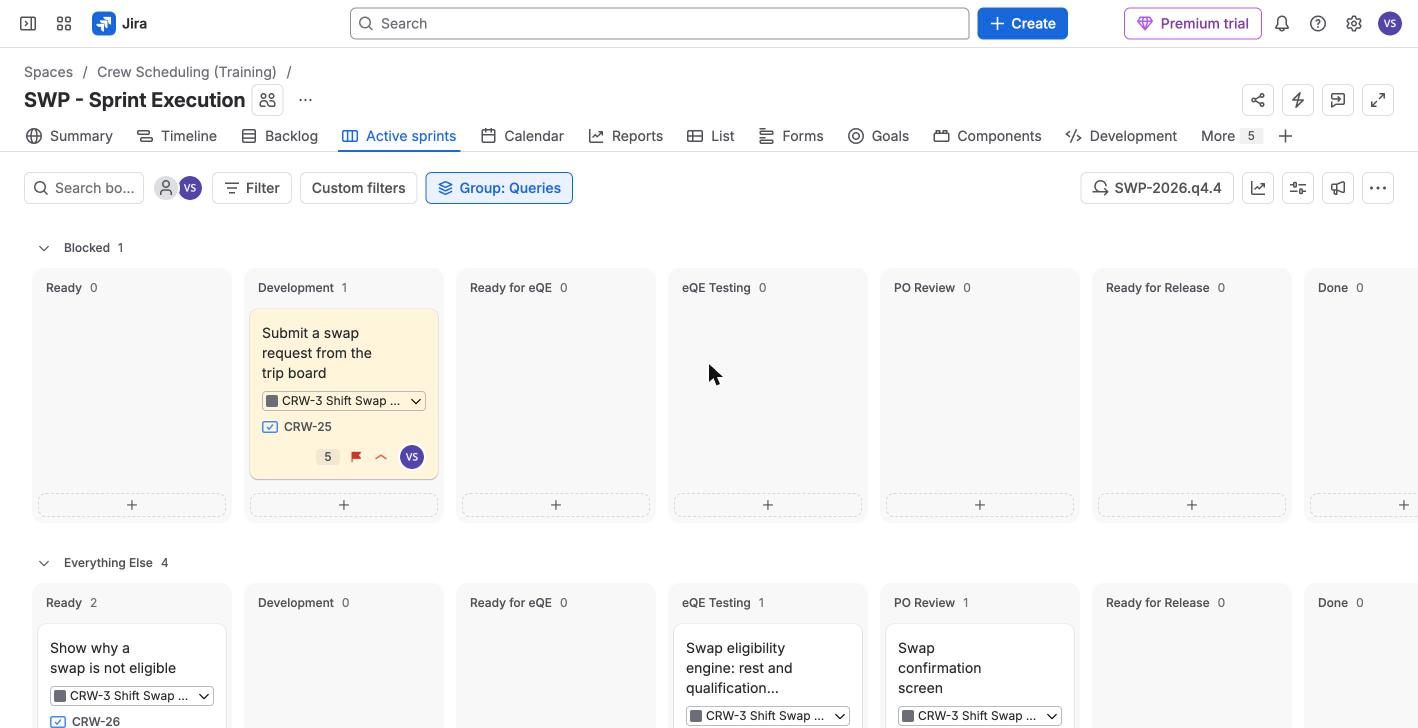 Jira
Search
Create
Premium trial
VS
Spaces / Crew Scheduling (Training) /
SWP - Sprint Execution
Summary
Timeline
Backlog
Active sprints
Calendar
Reports
List
Forms
Goals
Components
Development
More 5
Search bo...
VS
Filter
Custom filters
Group: Queries
SWP-2026.q4.4
Blocked 1
Ready 0
Development 1
Ready for eQE 0
eQE Testing 0
PO Review 0
Ready for Release 0
Done 0
Submit a swap
request from the
trip board
CRW-3 Shift Swap ...
CRW-25
5
VS
Everything Else 4
Ready 2
Development 0
Ready for eQE 0
eQE Testing 1
PO Review 1
Ready for Release 0
Done 0
Show why a
swap is not eligible
CRW-3 Shift Swap ...
CRW-26
Swap eligibility
engine: rest and
qualification...
CRW-3 Shift Swap ...
Swap
confirmation
screen
CRW-3 Shift Swap ...